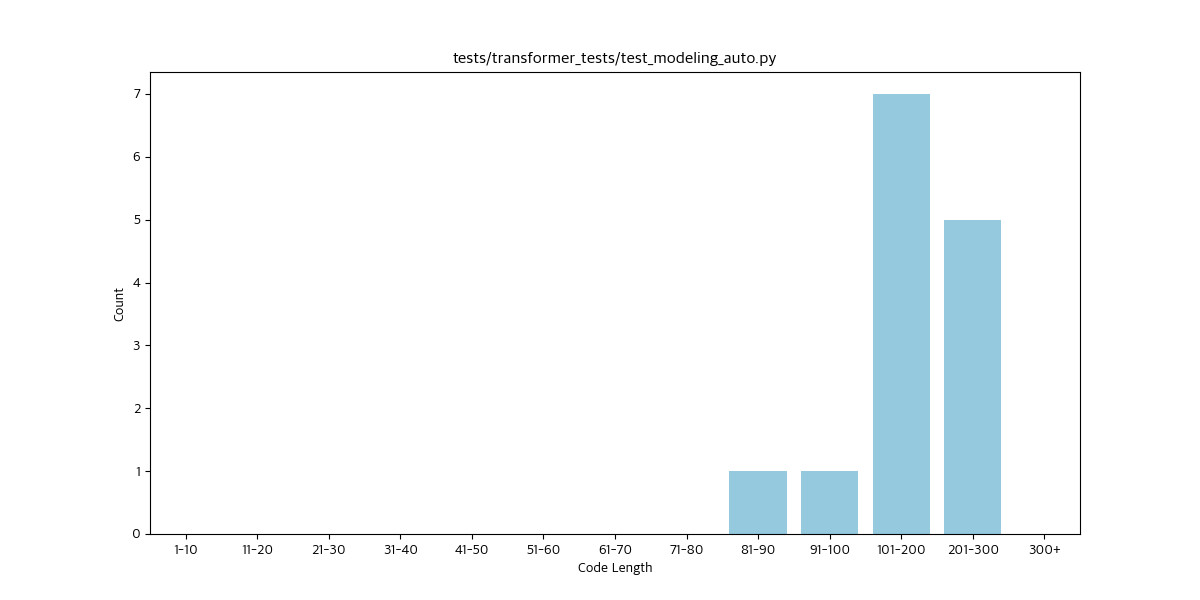 tests/transformer_tests/test_modeling_auto.py
7
6
5
4
3
2
1
0
Count
1-10 11-20 21-30 31-40 41-50 51-60 61-70 71-80 81-90 91-100 101-200 201-300 300+
Code Length